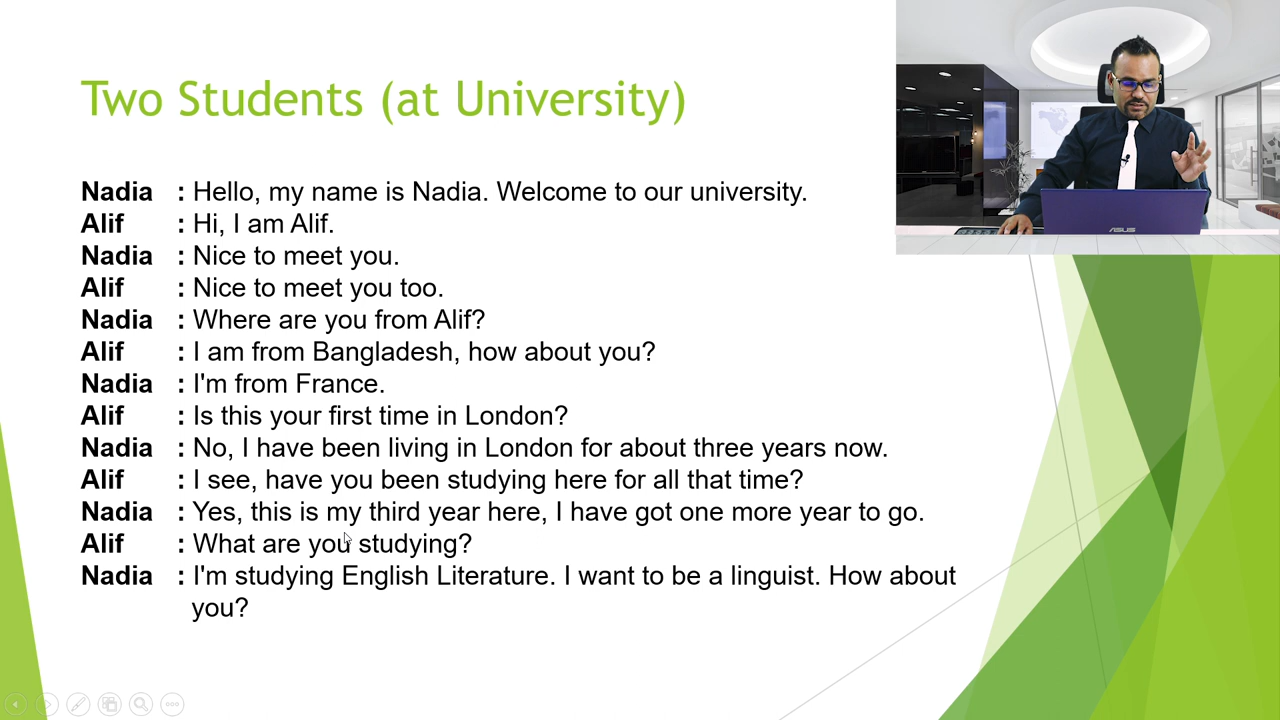 Two Students (at University)
Nadia : Hello, my name is Nadia. Welcome to our university.
Alif : Hi, I am Alif.
Nadia : Nice to meet you.
Alif : Nice to meet you too.
Nadia : Where are you from Alif?
Alif : I am from Bangladesh, how about you?
Nadia : I'm from France.
Alif : Is this your first time in London?
Nadia : No, I have been living in London for about three years now.
Alif : I see, have you been studying here for all that time?
Nadia : Yes, this is my third year here, I have got one more year to go.
Alif : What are you studying?
Nadia : I'm studying English Literature. I want to be a linguist. How about
you?
ASUS